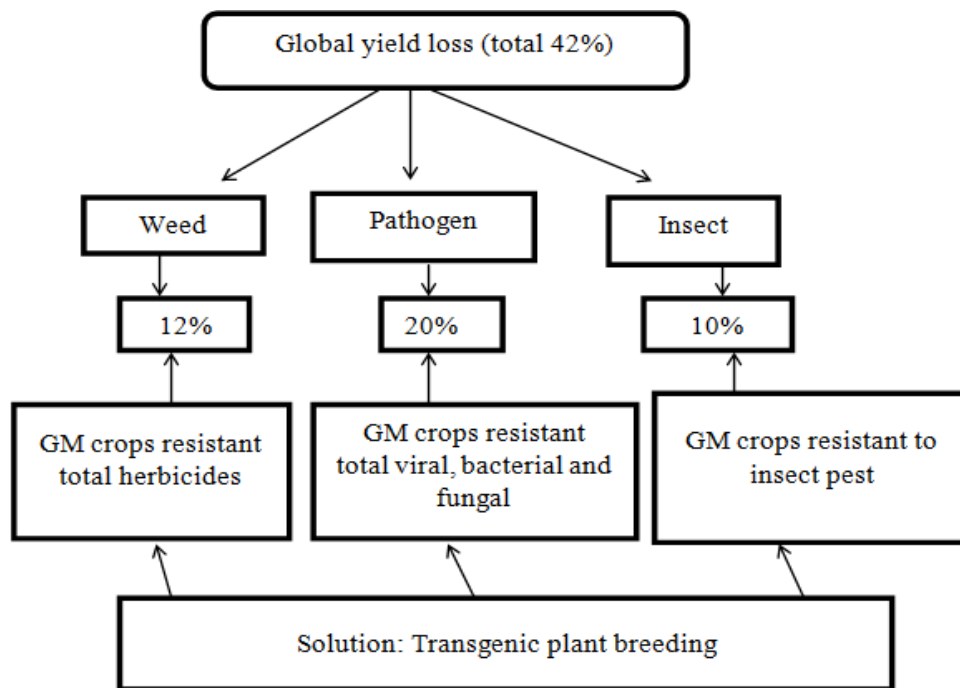 Global yield loss (total 42%)
Weed
Pathogen
Insect
12%
20%
10%
GM crops resistant
total herbicides
GM crops resistant
total viral, bacterial and
fungal
GM crops resistant to
insect pest
Solution: Transgenic plant breeding